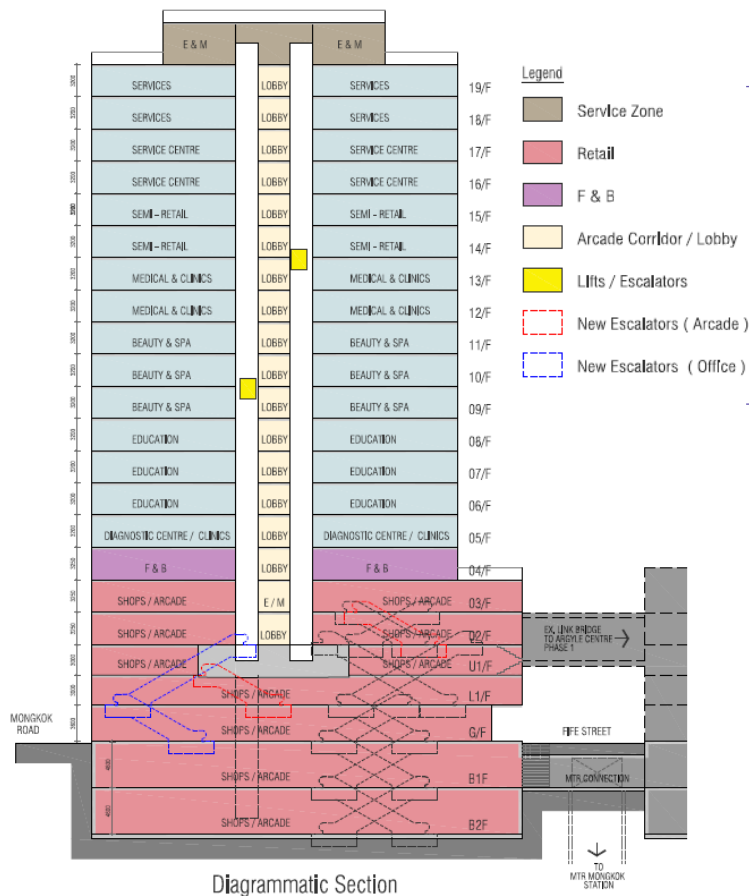 E & M
E & M
SERVICES LOBBY SERVICES 19/F
SERVICES LOBBY SERVICES 18/F
SERVICE CENTRE LOBBY SERVICE CENTRE 17/F
SERVICE CENTRE LOBBY SERVICE CENTRE 16/F
SEMI - RETAIL LOBBY SEMI - RETAIL 15/F
SEMI - RETAIL LOBBY SEMI - RETAIL 14/F
MEDICAL & CLINICS LOBBY MEDICAL & CLINICS 13/F
MEDICAL & CLINICS LOBBY MEDICAL & CLINICS 12/F
BEAUTY & SPA LOBBY BEAUTY & SPA 11/F
BEAUTY & SPA LOBBY BEAUTY & SPA 10/F
BEAUTY & SPA LOBBY BEAUTY & SPA 09/F
EDUCATION LOBBY EDUCATION 08/F
EDUCATION LOBBY EDUCATION 07/F
EDUCATION LOBBY EDUCATION 06/F
DIAGNOSTIC CENTRE / CLINICS LOBBY DIAGNOSTIC CENTRE / CLINICS 05/F
F & B LOBBY F & B 04/F
SHOPS / ARCADE E / M SHOPS / ARCADE 03/F
SHOPS / ARCADE LOBBY SHOPS / ARCADE 02/F
SHOPS / ARCADE SHOPS / ARCADE U1/F
SHOPS / ARCADE L1/F
SHOPS / ARCADE G/F
SHOPS / ARCADE B1F
SHOPS / ARCADE B2F
Legend
Service Zone
Retail
F & B
Arcade Corridor / Lobby
Lifts / Escalators
New Escalators ( Arcade )
New Escalators ( Office )
EX. LINK BRIDGE
TO ARGYLE CENTRE
PHASE 1
MONGKOK
ROAD
FIFE STREET
MTR CONNECTION
TO
MTR MONGKOK
STATION
Diagrammatic Section